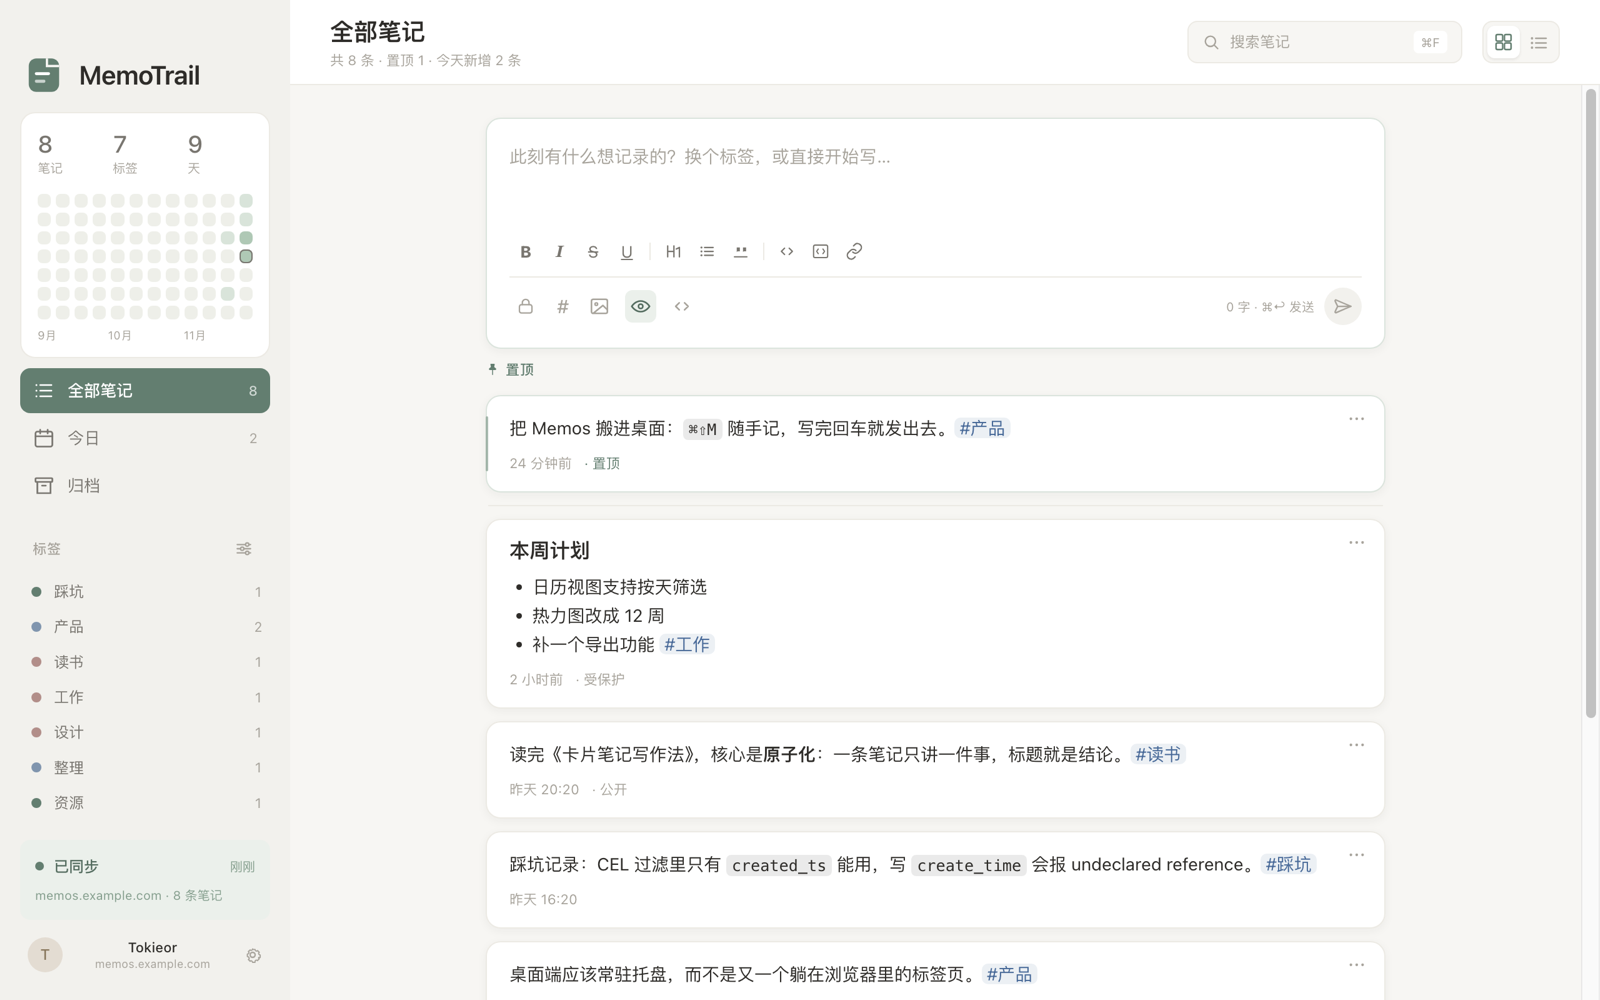 MemoTrail
8 7 9
笔记 标签 天
9月 10月 11月
全部笔记 8
今日 2
归档
标签
踩坑 1
产品 2
读书 1
工作 1
设计 1
整理 1
资源 1
已同步 刚刚
memos.example.com · 8 条笔记
T
Tokieor
memos.example.com
全部笔记
共 8 条 · 置顶 1 · 今天新增 2 条
搜索笔记 ⌘F
此刻有什么想记录的？换个标签，或直接开始写...
B I S U H1
0 字 · ⌘↩ 发送
置顶
把 Memos 搬进桌面：⌘⇧M 随手记，写完回车就发出去。#产品
24 分钟前 · 置顶
本周计划
• 日历视图支持按天筛选
• 热力图改成 12 周
• 补一个导出功能 #工作
2 小时前 · 受保护
读完《卡片笔记写作法》，核心是原子化：一条笔记只讲一件事，标题就是结论。#读书
昨天 20:20 · 公开
踩坑记录：CEL 过滤里只有 created_ts 能用，写 create_time 会报 undeclared reference。#踩坑
昨天 16:20
桌面端应该常驻托盘，而不是又一个躺在浏览器里的标签页。#产品